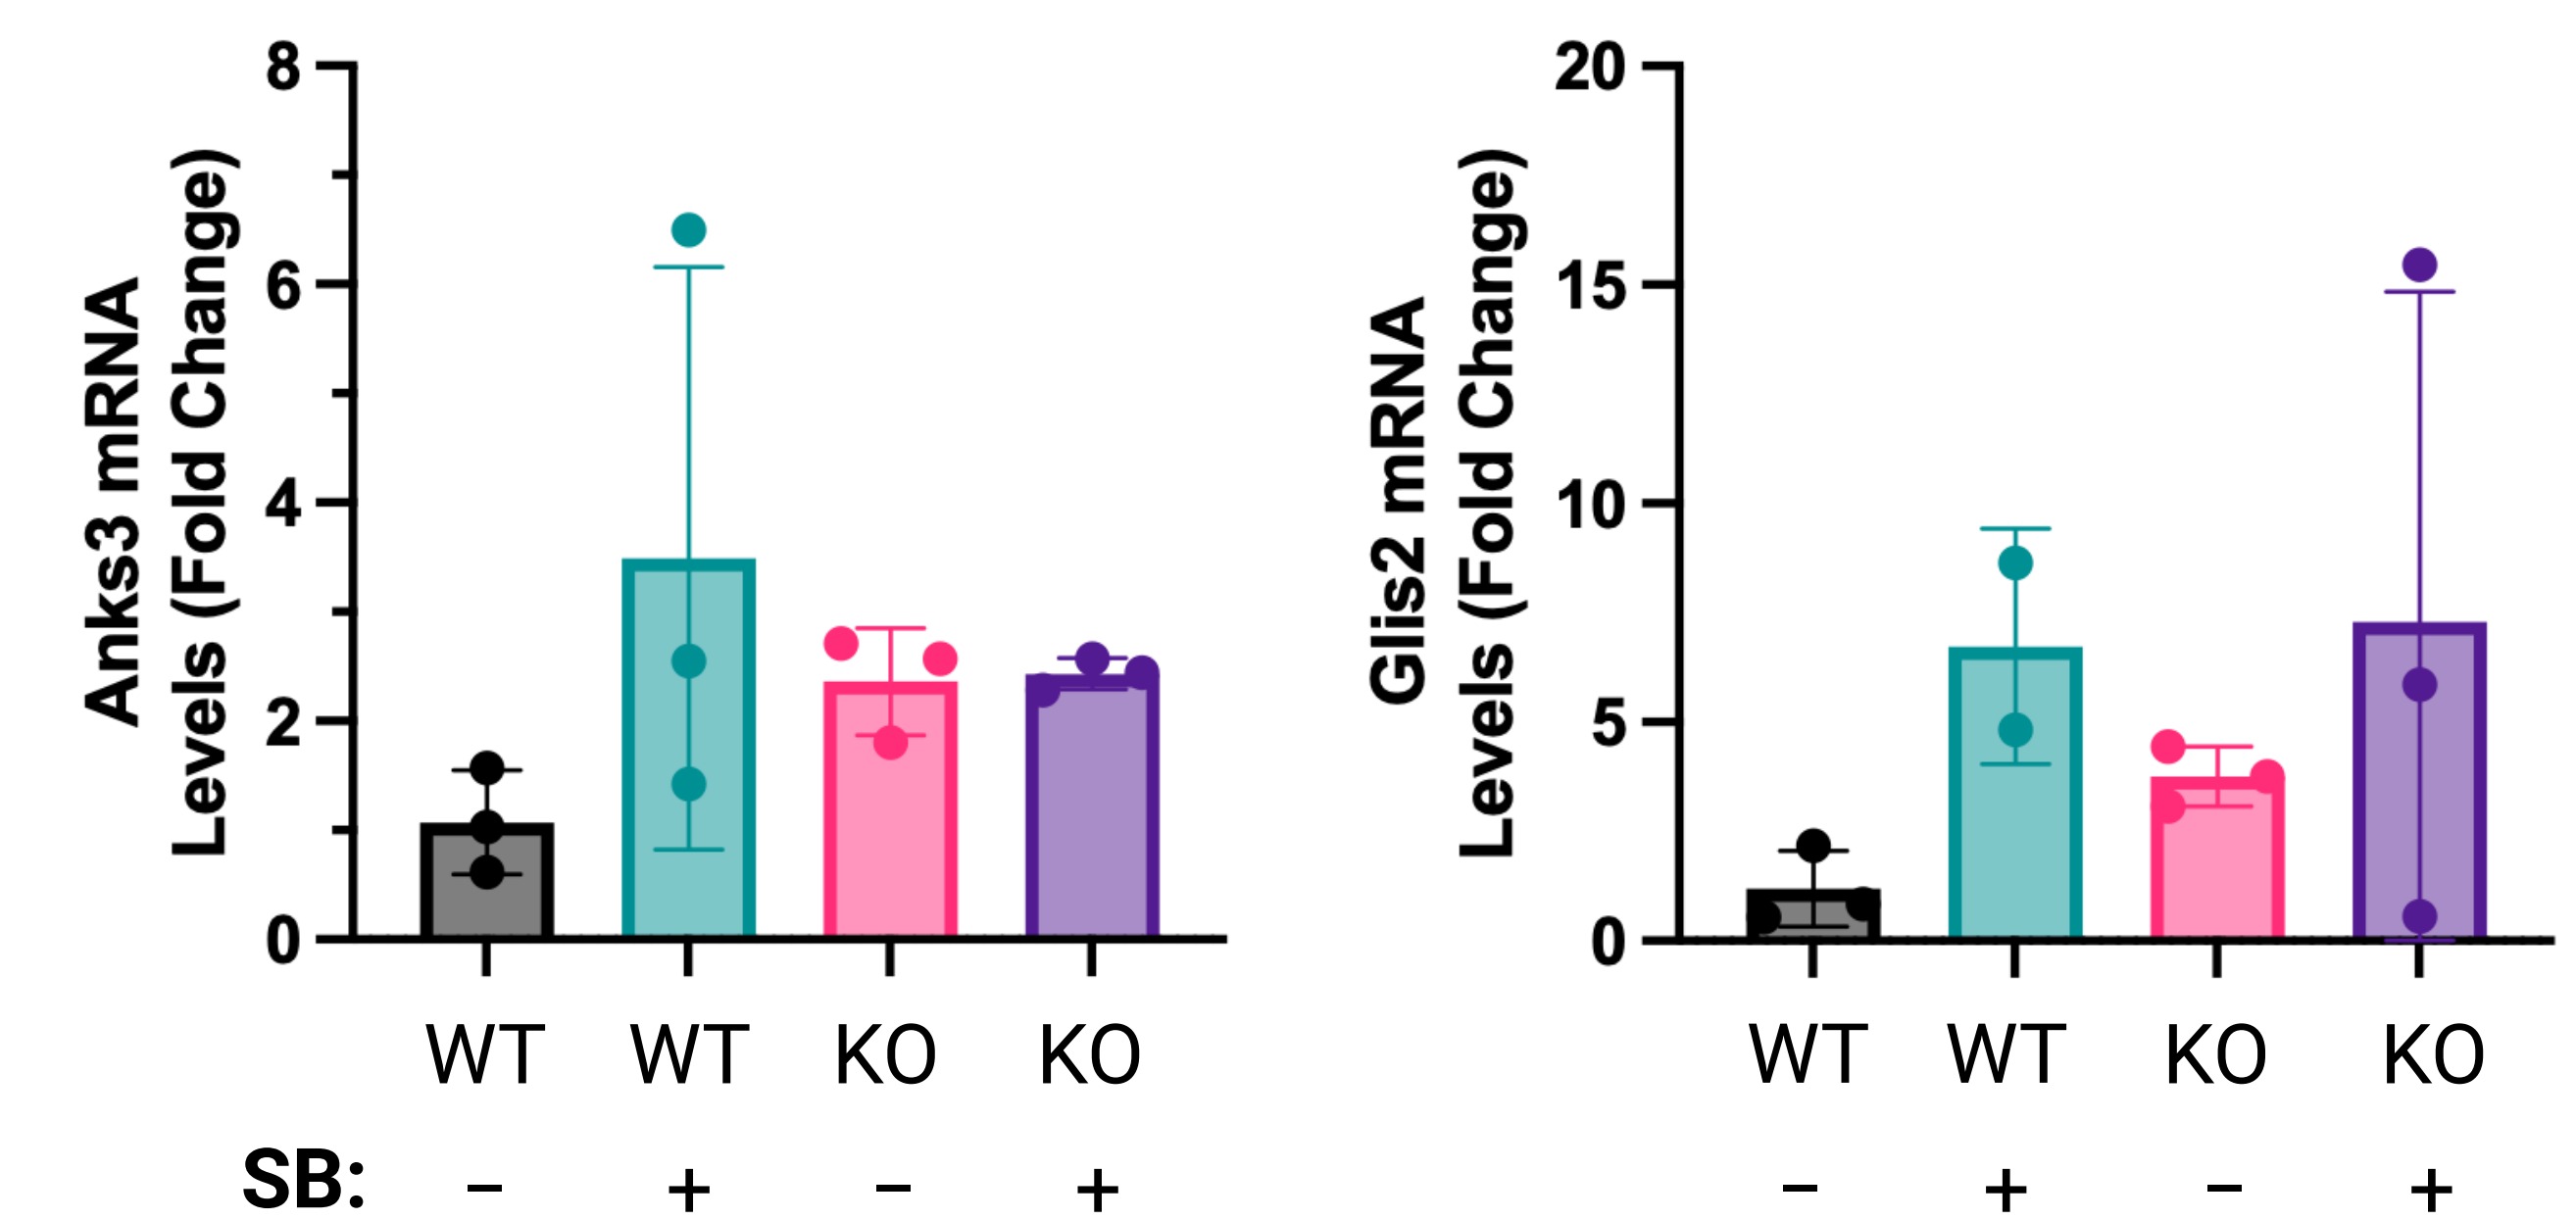 Anks3 mRNA
Levels (Fold Change)
8
6
4
2
0
WT WT KO KO
SB: − + − +
Glis2 mRNA
Levels (Fold Change)
20
15
10
5
0
WT WT KO KO
− + − +